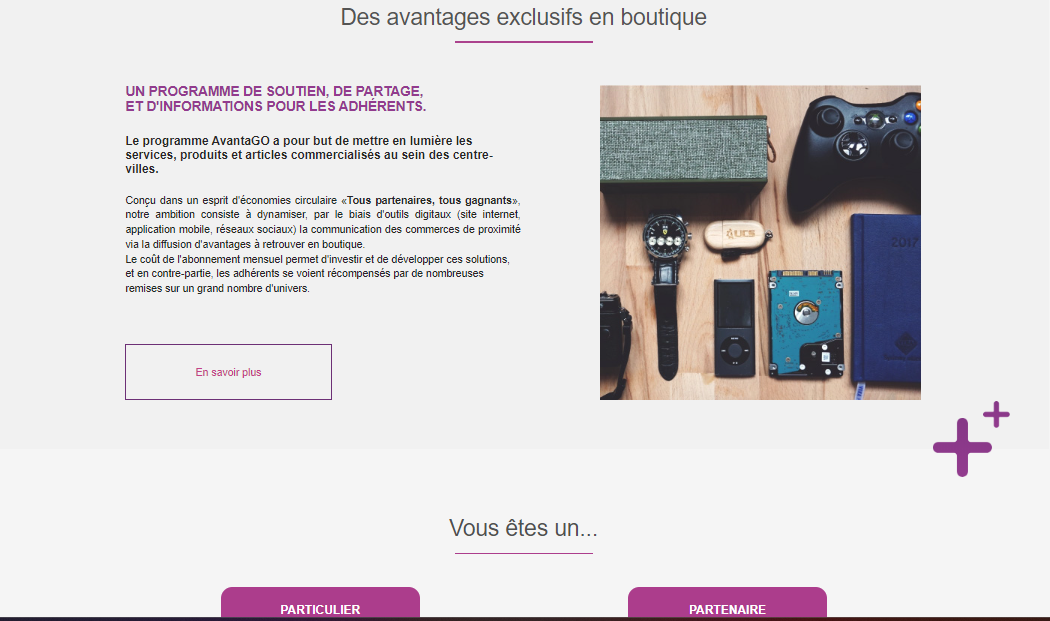 Des avantages exclusifs en boutique
UN PROGRAMME DE SOUTIEN, DE PARTAGE,
ET D'INFORMATIONS POUR LES ADHÉRENTS.
Le programme AvantaGO a pour but de mettre en lumière les
services, produits et articles commercialisés au sein des centre-
villes.
Conçu dans un esprit d'économies circulaire «Tous partenaires, tous gagnants»,
notre ambition consiste à dynamiser, par le biais d'outils digitaux (site internet,
application mobile, réseaux sociaux) la communication des commerces de proximité
via la diffusion d'avantages à retrouver en boutique.
Le coût de l'abonnement mensuel permet d'investir et de développer ces solutions,
et en contre-partie, les adhérents se voient récompensés par de nombreuses
remises sur un grand nombre d'univers.
En savoir plus
UCS
2017
Vous êtes un...
PARTICULIER
PARTENAIRE